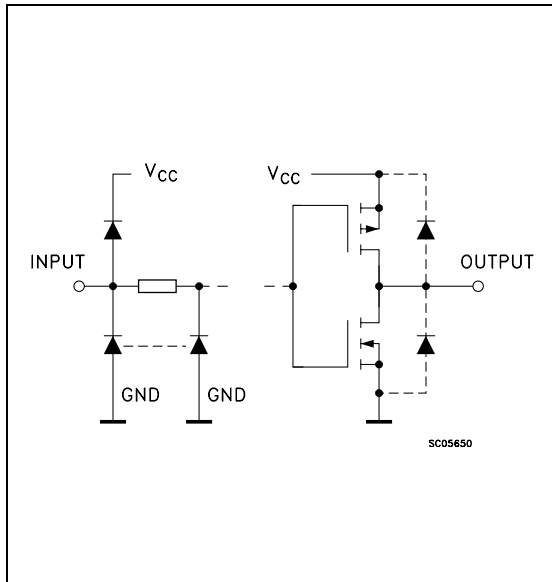 VCC
VCC
INPUT
OUTPUT
GND
GND
SC05650